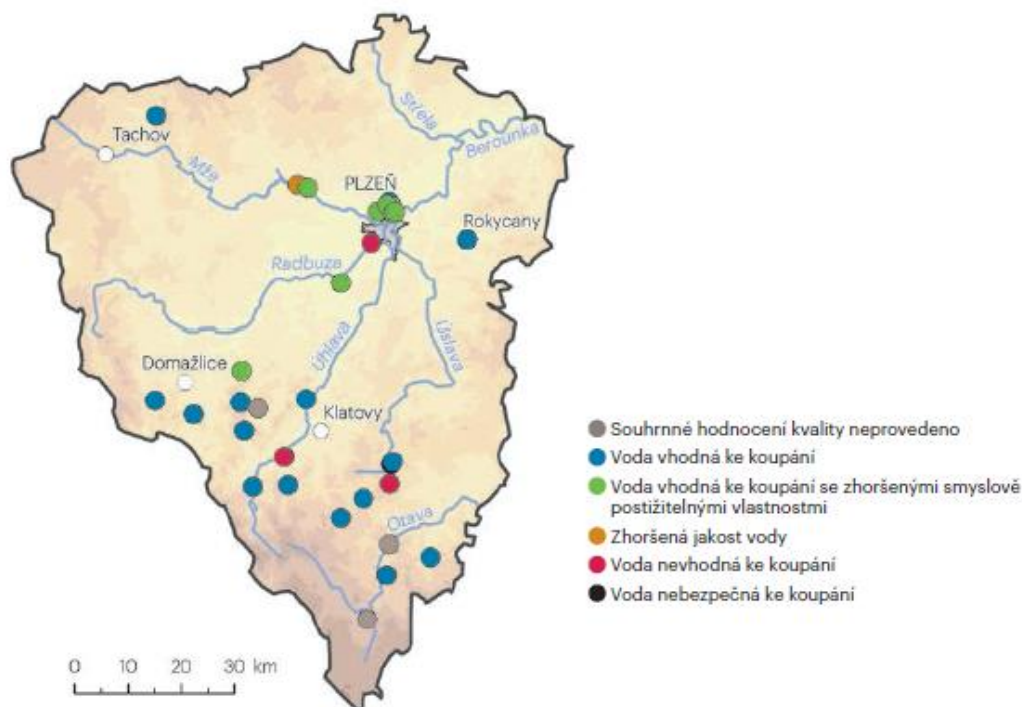 Střela
Berounka
Tachov
Mže
PLZEŇ
Rokycany
Radbuza
Úhlava
Úslava
Domažlice
Klatovy
Otava
0 10 20 30 km
Souhrnné hodnocení kvality neprovedeno
Voda vhodná ke koupání
Voda vhodná ke koupání se zhoršenými smyslově
postižitelnými vlastnostmi
Zhoršená jakost vody
Voda nevhodná ke koupání
Voda nebezpečná ke koupání